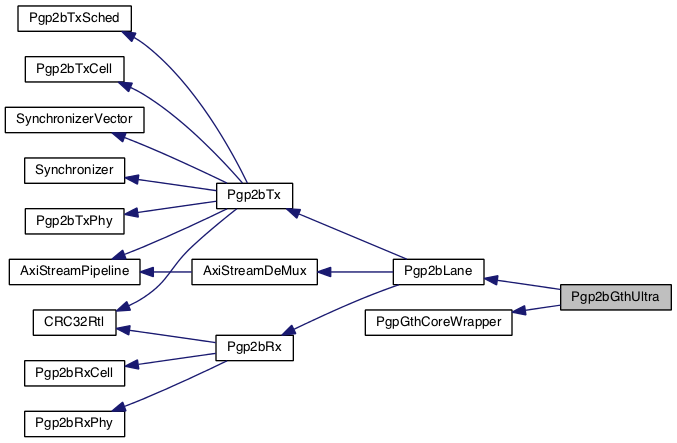 Pgp2bTxSched
Pgp2bTxCell
SynchronizerVector
Synchronizer
Pgp2bTx
Pgp2bTxPhy
AxiStreamPipeline
AxiStreamDeMux
Pgp2bLane
Pgp2bGthUltra
CRC32Rtl
PgpGthCoreWrapper
Pgp2bRx
Pgp2bRxCell
Pgp2bRxPhy